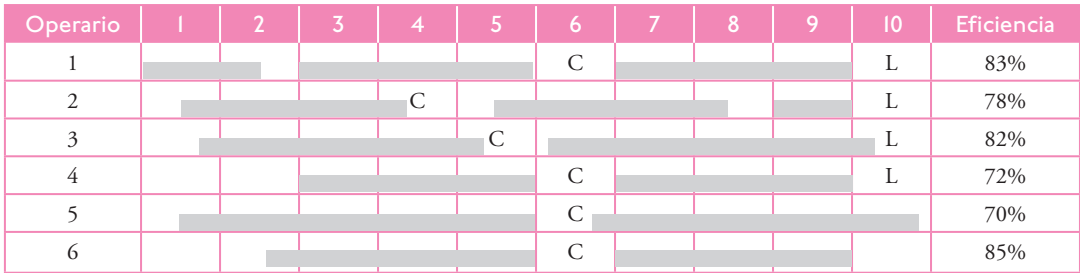 Operario 1 2 3 4 5 6 7 8 9 10 Eficiencia
1 C L 83%
2 C L 78%
3 C L 82%
4 C L 72%
5 C 70%
6 C 85%